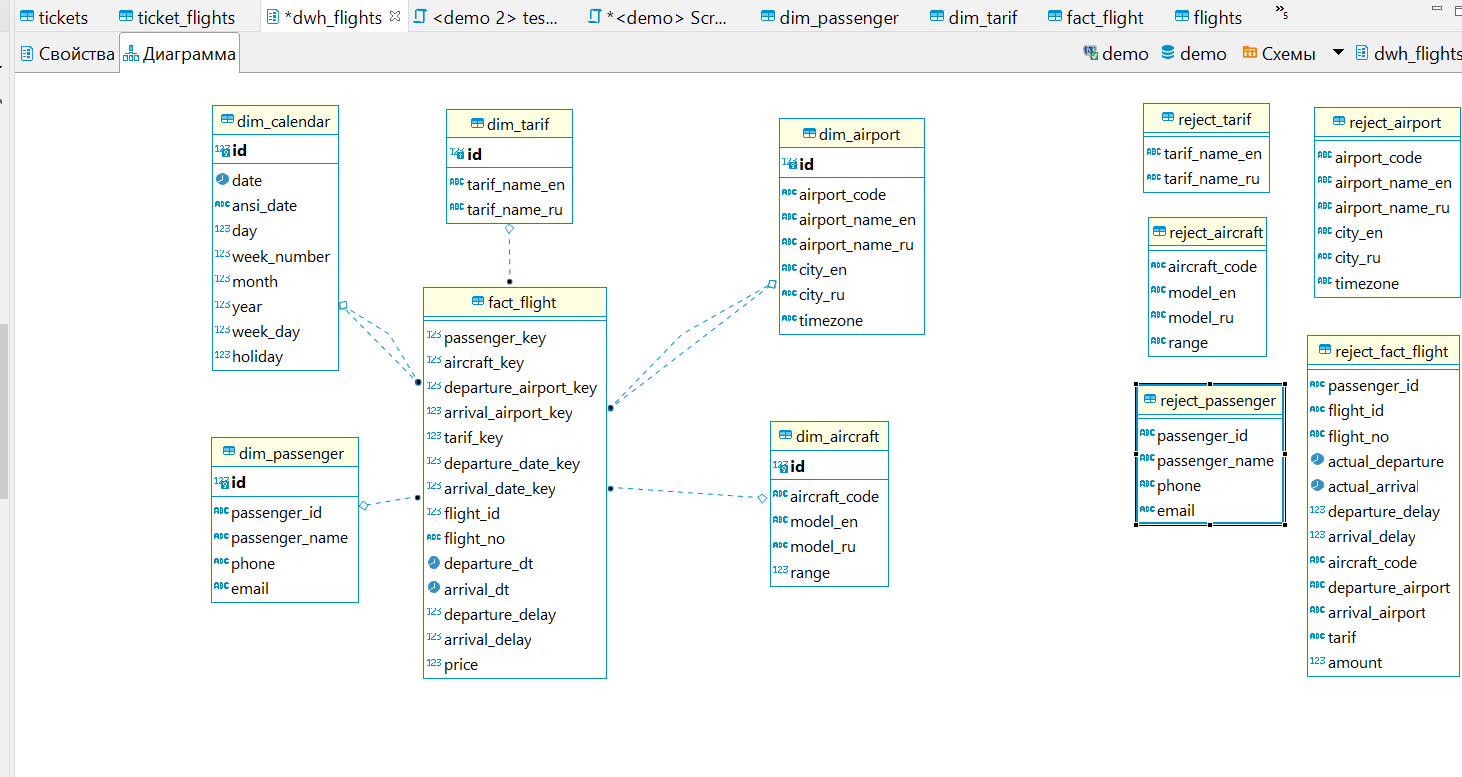 tickets
ticket_flights
*dwh_flights
<demo 2> tes...
*<demo> Scr...
dim_passenger
dim_tarif
fact_flight
flights
»5
Свойства
Диаграмма
demo
demo
Схемы
dwh_flights
dim_calendar
123 id
date
ABC ansi_date
123 day
123 week_number
123 month
123 year
123 week_day
123 holiday
dim_tarif
123 id
ABC tarif_name_en
ABC tarif_name_ru
dim_airport
123 id
ABC airport_code
ABC airport_name_en
ABC airport_name_ru
ABC city_en
ABC city_ru
ABC timezone
fact_flight
123 passenger_key
123 aircraft_key
123 departure_airport_key
123 arrival_airport_key
123 tarif_key
123 departure_date_key
123 arrival_date_key
123 flight_id
ABC flight_no
departure_dt
arrival_dt
123 departure_delay
123 arrival_delay
123 price
dim_passenger
123 id
ABC passenger_id
ABC passenger_name
ABC phone
ABC email
dim_aircraft
123 id
ABC aircraft_code
ABC model_en
ABC model_ru
123 range
reject_tarif
ABC tarif_name_en
ABC tarif_name_ru
reject_airport
ABC airport_code
ABC airport_name_en
ABC airport_name_ru
ABC city_en
ABC city_ru
ABC timezone
reject_aircraft
ABC aircraft_code
ABC model_en
ABC model_ru
ABC range
reject_passenger
ABC passenger_id
ABC passenger_name
ABC phone
ABC email
reject_fact_flight
ABC passenger_id
ABC flight_id
ABC flight_no
actual_departure
actual_arrival
123 departure_delay
123 arrival_delay
ABC aircraft_code
ABC departure_airport
ABC arrival_airport
ABC tarif
123 amount